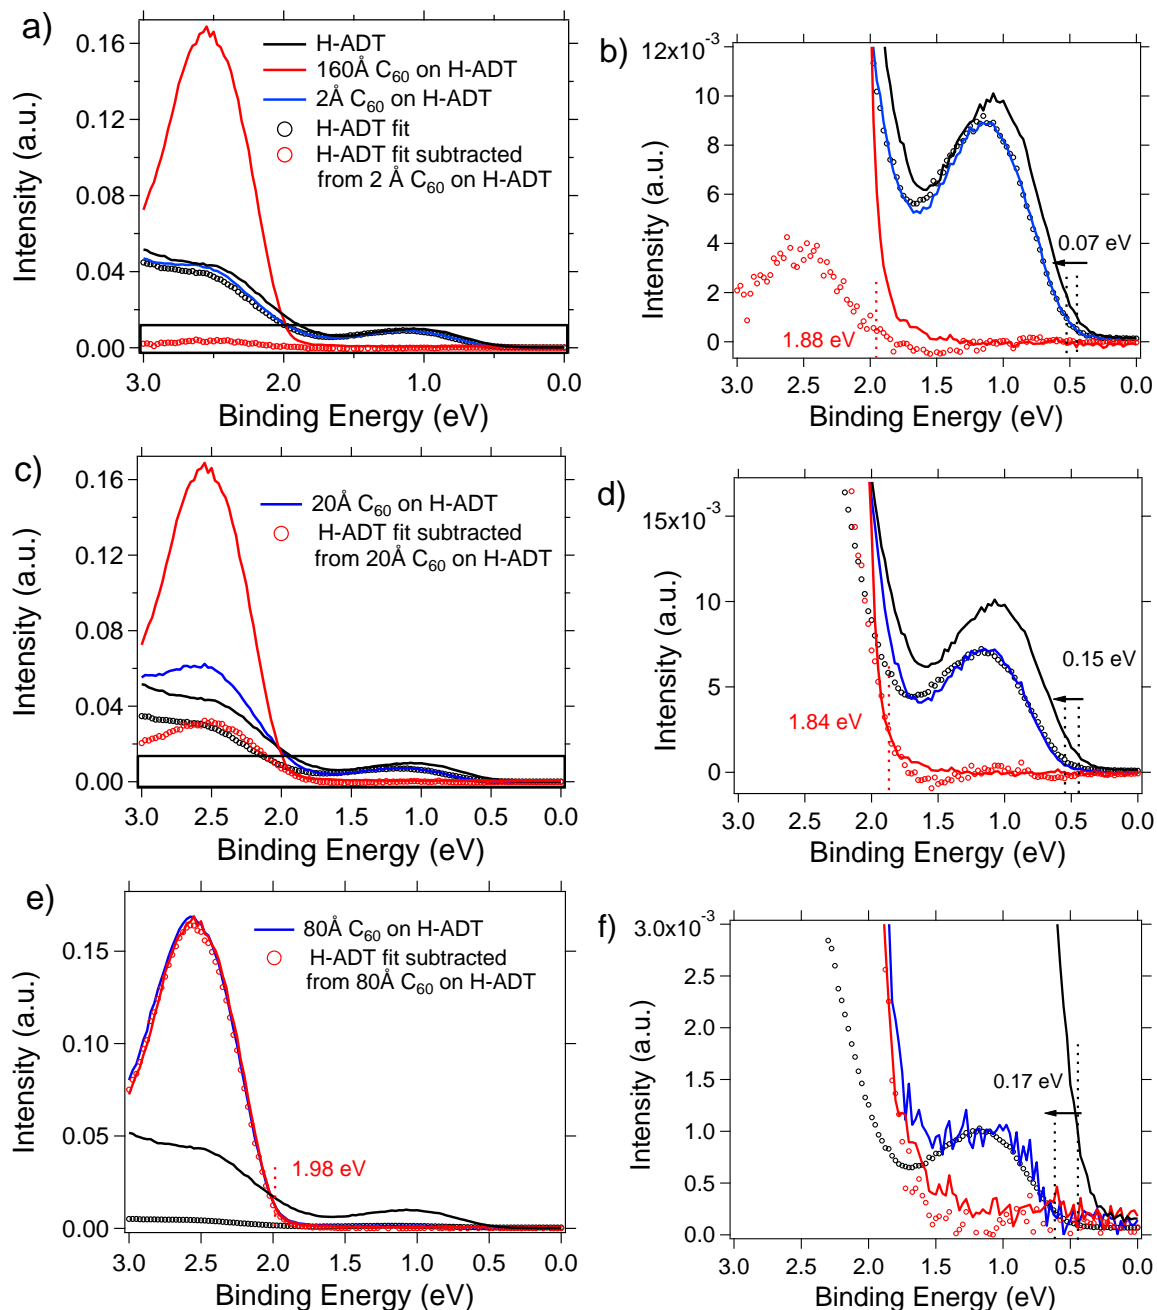 a)
Intensity (a.u.)
0.16
0.12
0.08
0.04
0.00
H-ADT
160Å C60 on H-ADT
2Å C60 on H-ADT
H-ADT fit
H-ADT fit subtracted
from 2 Å C60 on H-ADT
3.0 2.5 2.0 1.5 1.0 0.5 0.0
Binding Energy (eV)
b)
Intensity (a.u.)
12x10-3
10
8
6
4
2
0
0.07 eV
1.88 eV
3.0 2.5 2.0 1.5 1.0 0.5 0.0
Binding Energy (eV)
c)
Intensity (a.u.)
0.16
0.12
0.08
0.04
0.00
20Å C60 on H-ADT
H-ADT fit subtracted
from 20Å C60 on H-ADT
3.0 2.5 2.0 1.5 1.0 0.5 0.0
Binding Energy (eV)
d)
Intensity (a.u.)
15x10-3
10
5
0
0.15 eV
1.84 eV
3.0 2.5 2.0 1.5 1.0 0.5 0.0
Binding Energy (eV)
e)
Intensity (a.u.)
0.15
0.10
0.05
0.00
80Å C60 on H-ADT
H-ADT fit subtracted
from 80Å C60 on H-ADT
1.98 eV
3.0 2.5 2.0 1.5 1.0 0.5 0.0
Binding Energy (eV)
f)
Intensity (a.u.)
3.0x10-3
2.5
2.0
1.5
1.0
0.5
0.0
0.17 eV
3.0 2.5 2.0 1.5 1.0 0.5 0.0
Binding Energy (eV)